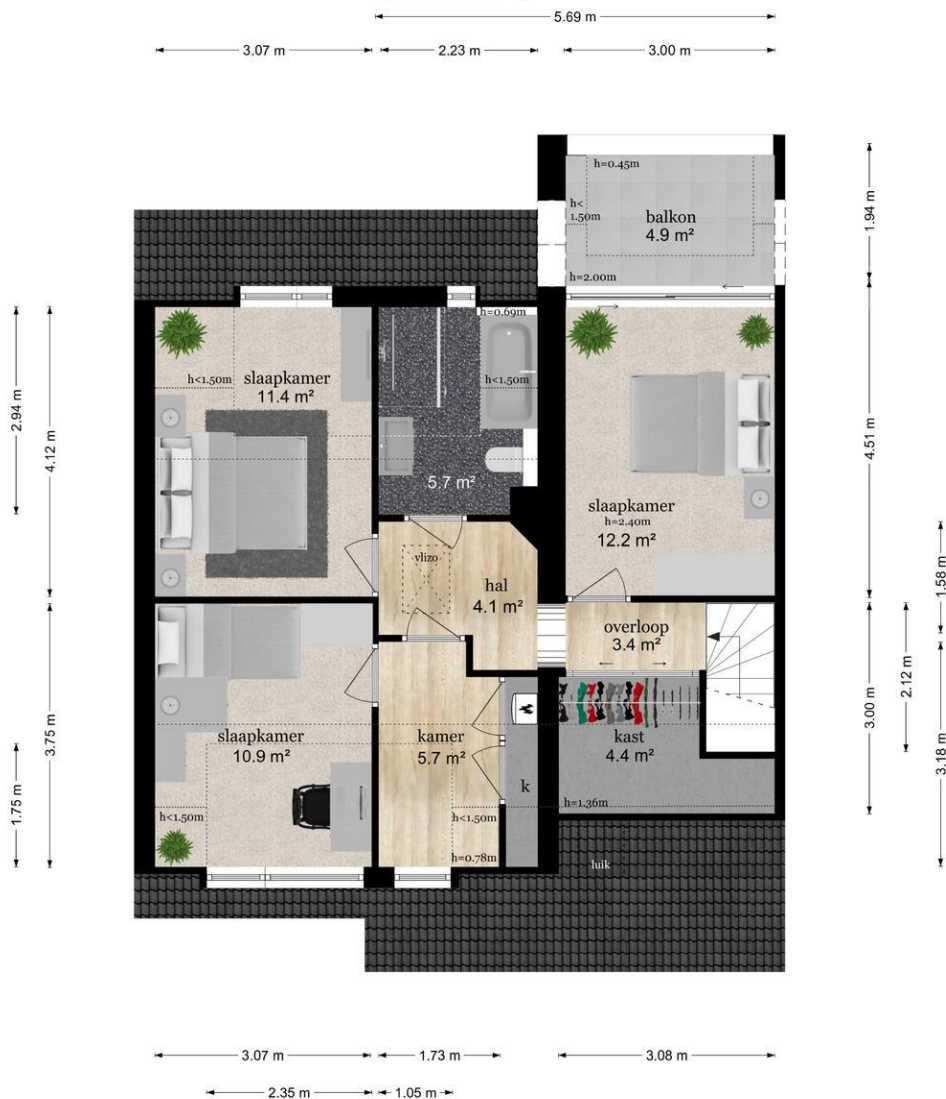 5.69 m
3.07 m
2.23 m
3.00 m
h=0.45m
h<
1.50m
balkon
4.9 m²
h=2.00m
1.94 m
h=0.69m
h<1.50m
slaapkamer
11.4 m²
h<1.50m
2.94 m
4.12 m
4.51 m
5.7 m²
slaapkamer
h=2.40m
12.2 m²
vlizo
hal
4.1 m²
1.58 m
overloop
3.4 m²
2.12 m
3.00 m
3.18 m
slaapkamer
10.9 m²
kamer
5.7 m²
kast
4.4 m²
k
3.75 m
1.75 m
h<1.50m
h<1.50m
h=1.36m
h=0.78m
luik
3.07 m
1.73 m
3.08 m
2.35 m
1.05 m